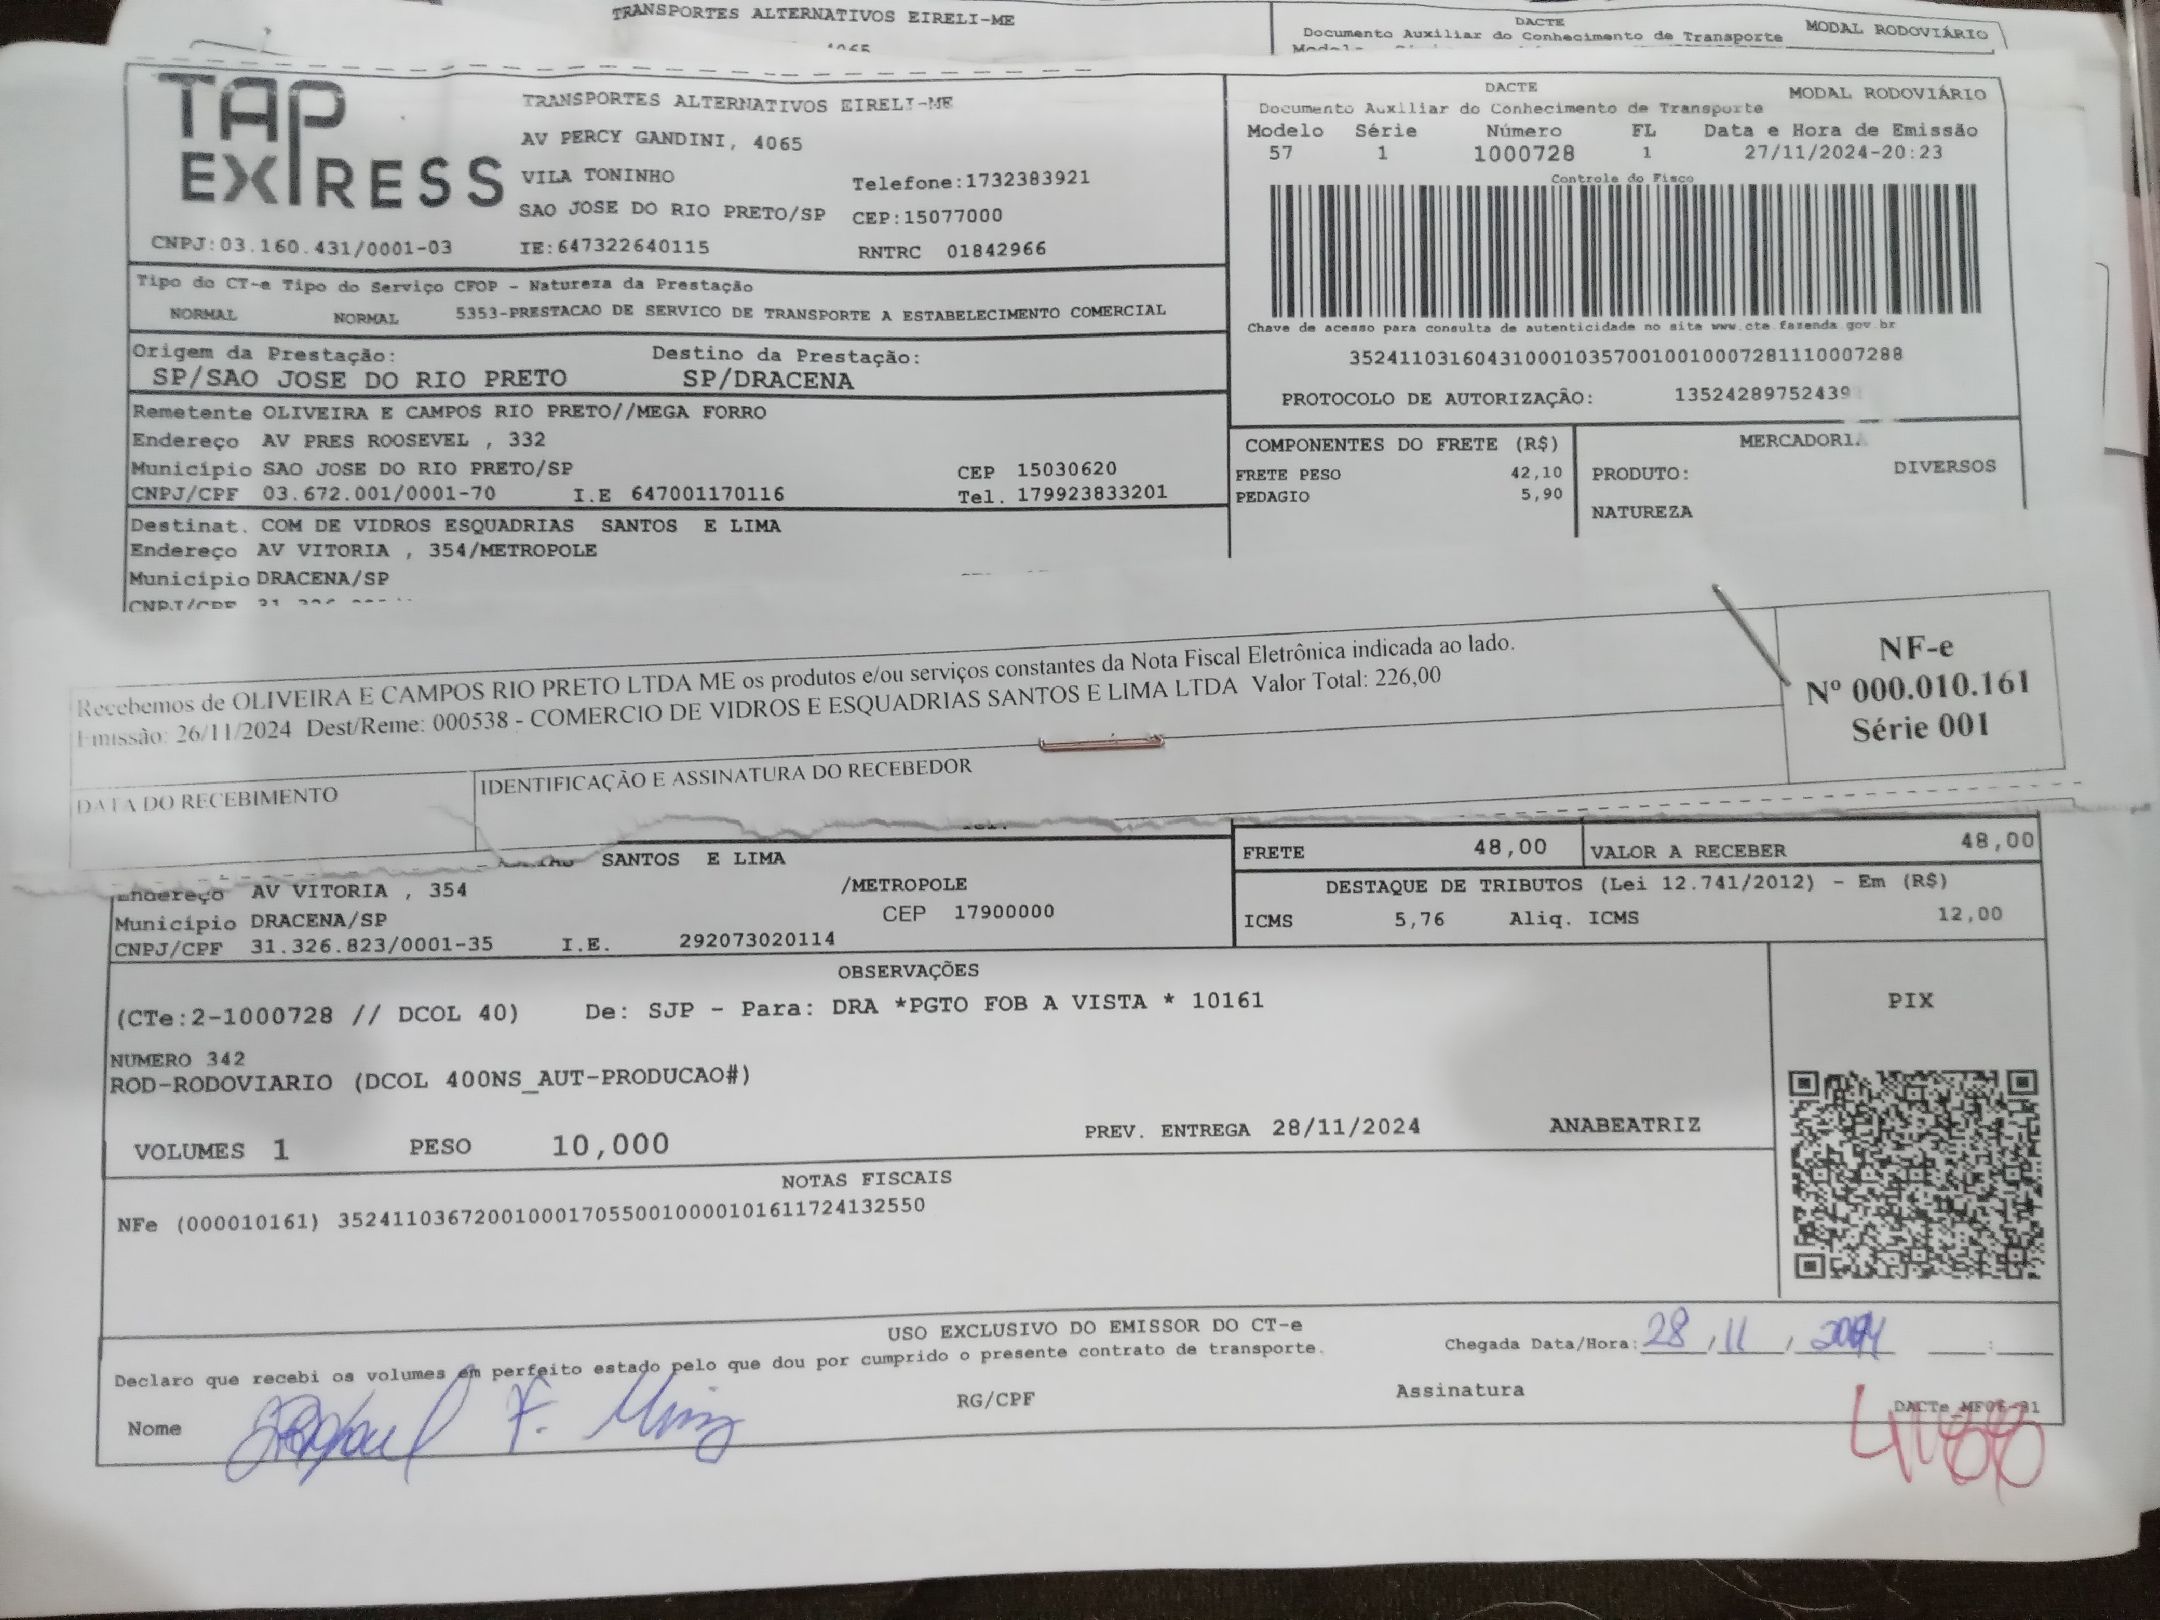 TRANSPORTES ALTERNATIVOS EIRELI-ME
DACTE
MODAL RODOVIÁRIO
Documento Auxiliar do Conhecimento de Transporte
4065
TAP EXPRESS
TRANSPORTES ALTERNATIVOS EIRELI-ME
AV PERCY GANDINI, 4065
VILA TONINHO
Telefone:1732383921
SAO JOSE DO RIO PRETO/SP CEP:15077000
CNPJ:03.160.431/0001-03 IE:647322640115 RNTRC 01842966
DACTE
MODAL RODOVIÁRIO
Documento Auxiliar do Conhecimento de Transporte
Modelo Série Número FL Data e Hora de Emissão
57 1 1000728 1 27/11/2024-20:23
Controle do Fisco
Chave de acesso para consulta de autenticidade no site www.cte.fazenda.gov.br
35241103160431000103570010010007281110007288
PROTOCOLO DE AUTORIZAÇÃO: 13524289752439
Tipo do CT-e Tipo do Serviço CFOP - Natureza da Prestação
NORMAL NORMAL 5353-PRESTACAO DE SERVICO DE TRANSPORTE A ESTABELECIMENTO COMERCIAL
Origem da Prestação: Destino da Prestação:
SP/SAO JOSE DO RIO PRETO SP/DRACENA
Remetente OLIVEIRA E CAMPOS RIO PRETO//MEGA FORRO
Endereço AV PRES ROOSEVEL , 332
Município SAO JOSE DO RIO PRETO/SP CEP 15030620
CNPJ/CPF 03.672.001/0001-70 I.E 647001170116 Tel. 179923833201
COMPONENTES DO FRETE (R$)
FRETE PESO 42,10
PEDAGIO 5,90
MERCADORI
PRODUTO: DIVERSOS
NATUREZA
Destinat. COM DE VIDROS ESQUADRIAS SANTOS E LIMA
Endereço AV VITORIA , 354/METROPOLE
Município DRACENA/SP
CNPJ/CPF
Recebemos de OLIVEIRA E CAMPOS RIO PRETO LTDA ME os produtos e/ou serviços constantes da Nota Fiscal Eletrônica indicada ao lado.
Emissão: 26/11/2024 Dest/Reme: 000538 - COMERCIO DE VIDROS E ESQUADRIAS SANTOS E LIMA LTDA Valor Total: 226,00
NF-e
Nº 000.010.161
Série 001
DATA DO RECEBIMENTO
IDENTIFICAÇÃO E ASSINATURA DO RECEBEDOR
SANTOS E LIMA
Endereço AV VITORIA , 354 /METROPOLE
Município DRACENA/SP CEP 17900000
CNPJ/CPF 31.326.823/0001-35 I.E. 292073020114
FRETE 48,00 VALOR A RECEBER 48,00
DESTAQUE DE TRIBUTOS (Lei 12.741/2012) - Em (R$)
ICMS 5,76 Aliq. ICMS 12,00
OBSERVAÇÕES
(CTe:2-1000728 // DCOL 40) De: SJP - Para: DRA *PGTO FOB A VISTA * 10161
NUMERO 342
ROD-RODOVIARIO (DCOL 400NS_AUT-PRODUCAO#)
VOLUMES 1 PESO 10,000 PREV. ENTREGA 28/11/2024 ANABEATRIZ
PIX
NOTAS FISCAIS
NFe (000010161) 35241103672001000170550010000101611724132550
USO EXCLUSIVO DO EMISSOR DO CT-e
Declaro que recebi os volumes em perfeito estado pelo que dou por cumprido o presente contrato de transporte.
Chegada Data/Hora: 28/11/2024 :
Nome RG/CPF Assinatura